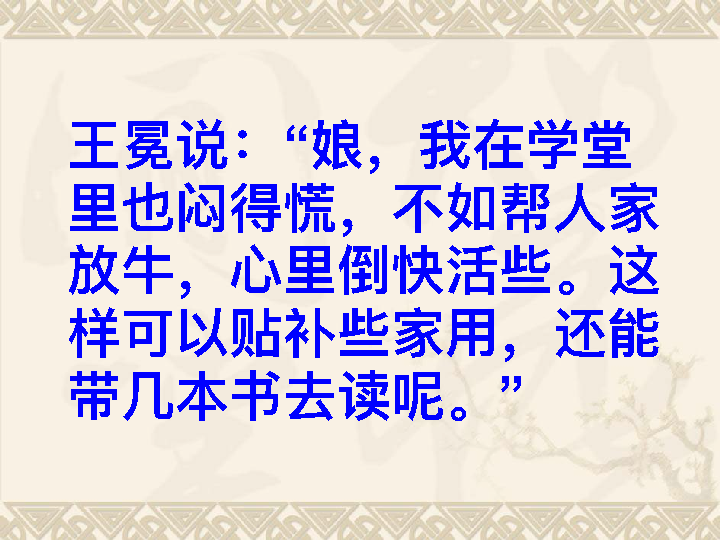 王冕说：“娘，我在学堂
里也闷得慌，不如帮人家
放牛，心里倒快活些。这
样可以贴补些家用，还能
带几本书去读呢。”